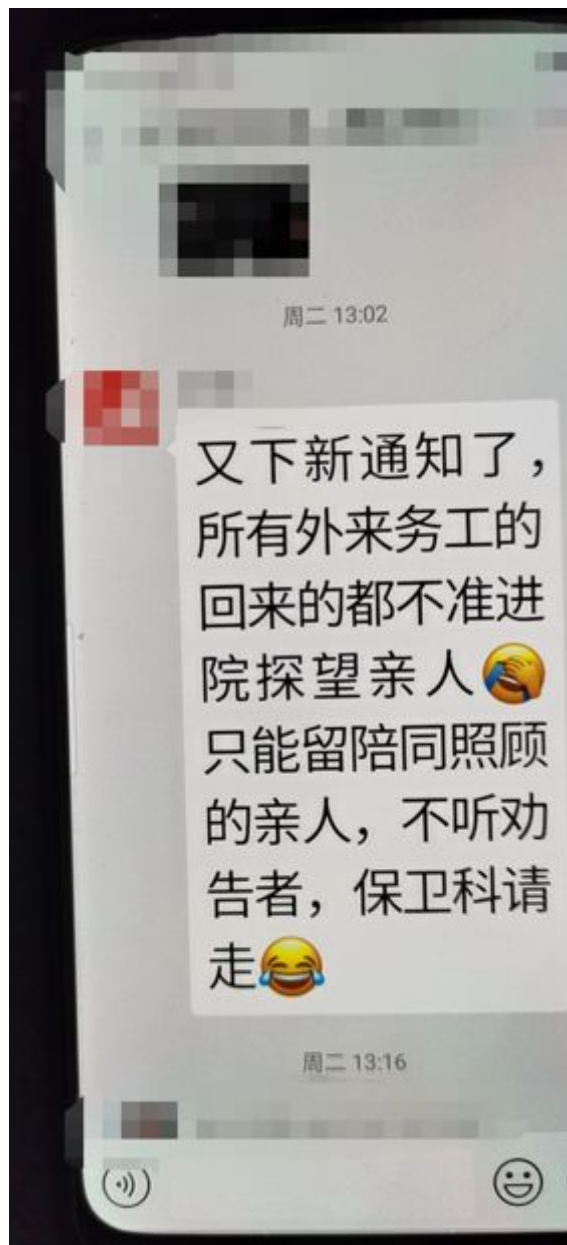 周二 13:02
又下新通知了，
所有外来务工的
回来的都不准进
院探望亲人🤦
只能留陪同照顾
的亲人，不听劝
告者，保卫科请
走😂
周二 13:16